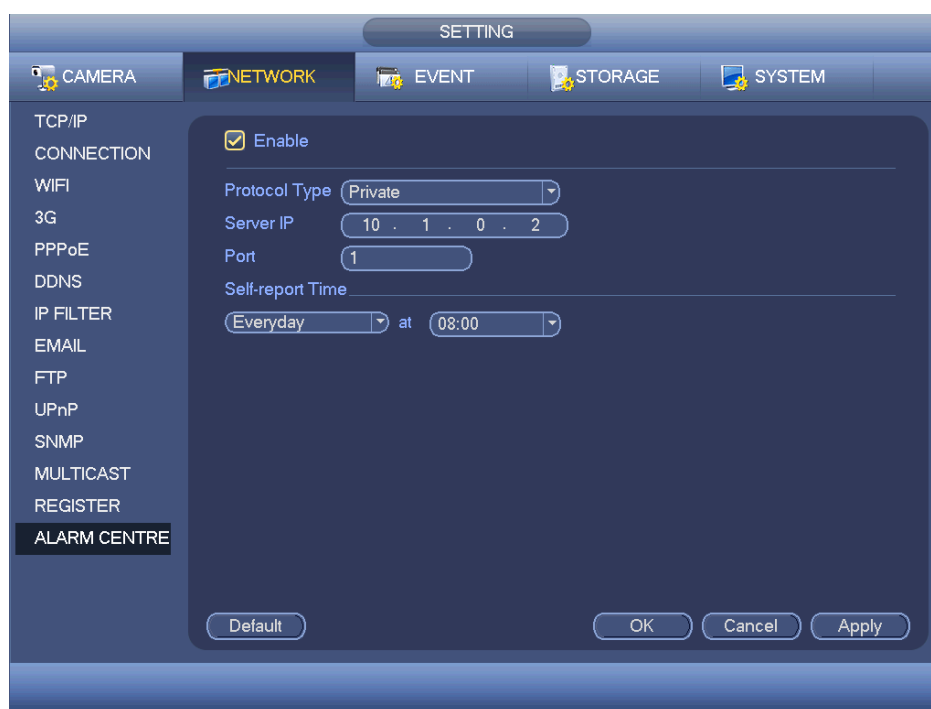 SETTING
CAMERA NETWORK EVENT STORAGE SYSTEM
TCP/IP
CONNECTION
WIFI
3G
PPPoE
DDNS
IP FILTER
EMAIL
FTP
UPnP
SNMP
MULTICAST
REGISTER
ALARM CENTRE
Enable
Protocol Type Private
Server IP 10 . 1 . 0 . 2
Port 1
Self-report Time
Everyday at 08:00
Default OK Cancel Apply